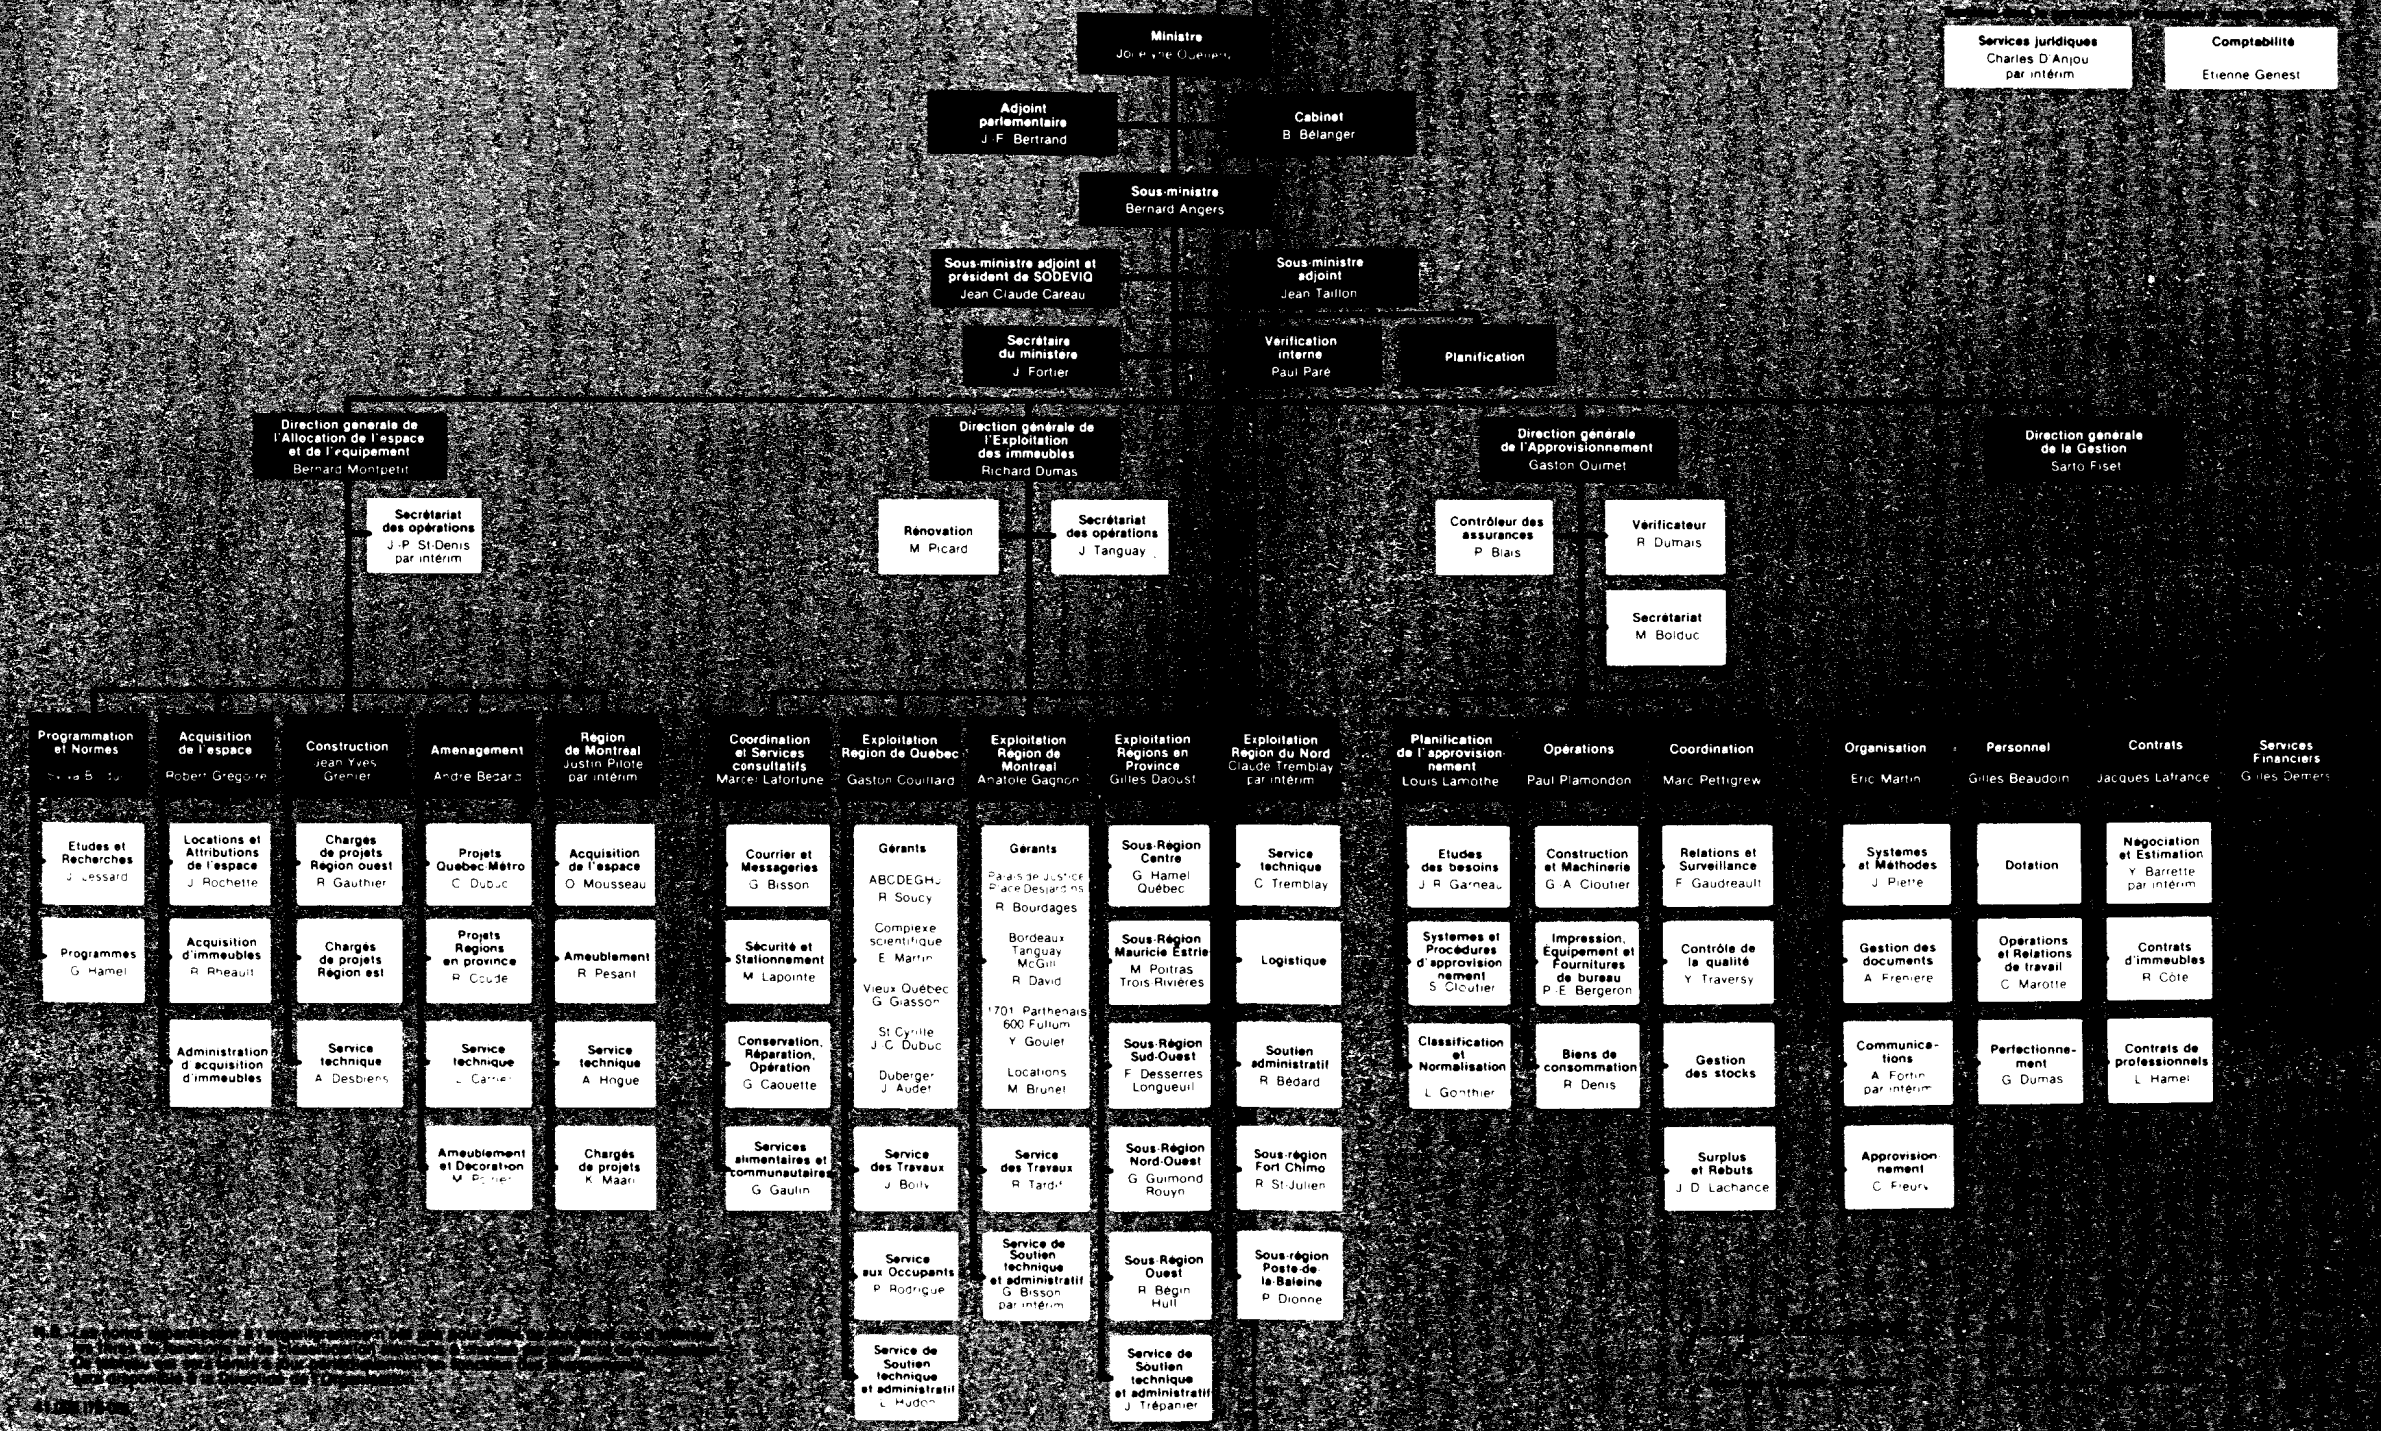 Ministre
Services juridiques
Charles D'Anjou
par intérim
Comptabilité
Etienne Genest
Adjoint
parlementaire
J.-F. Bertrand
Cabinet
B. Bélanger
Sous-ministre
Bernard Angers
Sous-ministre adjoint et
président de SODEVIQ
Jean Claude Careau
Sous-ministre
adjoint
Jean Taillon
Secrétaire
du ministère
J. Fortier
Vérification
interne
Paul Paré
Planification
Direction générale de
l'Allocation de l'espace
et de l'équipement
Bernard Montpetit
Direction générale de
l'Exploitation
des immeubles
Richard Dumas
Direction générale
de l'Approvisionnement
Gaston Ouimet
Direction générale
de la Gestion
Sarto Fiset
Secrétariat
des opérations
J.-P. St-Denis
par intérim
Rénovation
M. Picard
Secrétariat
des opérations
J. Tanguay
Contrôleur des
assurances
P. Blais
Vérificateur
R. Dumais
Secrétariat
M. Bolduc
Programmation
et Normes
Acquisition
de l'espace
Robert Grégoire
Construction
Jean Yves
Grenier
Aménagement
André Bédard
Région
de Montréal
Justin Pilote
par intérim
Coordination
et Services
consultatifs
Marcel Lafortune
Exploitation
Région de Québec
Gaston Couillard
Exploitation
Région de
Montréal
Anatole Gagnon
Exploitation
Régions en
Province
Gilles Daoust
Exploitation
Région du Nord
Claude Tremblay
par intérim
Planification
de l'approvision-
nement
Louis Lamothe
Opérations
Paul Plamondon
Coordination
Marc Pettigrew
Organisation
Eric Martin
Personnel
Gilles Beaudoin
Contrats
Jacques Lafrance
Services
Financiers
Gilles Demers
Etudes et
Recherches
J. Lessard
Programmes
G. Hamel
Locations et
Attributions
de l'espace
J. Rochette
Acquisition
d'immeubles
R. Rheault
Administration
d'acquisition
d'immeubles
Chargés
de projets
Région ouest
R. Gauthier
Chargés
de projets
Région est
Service
technique
A. Desbiens
Projets
Québec-Métro
C. Dubuc
Projets
Régions
en province
R. Coudé
Service
technique
Ameublement
et Décoration
Acquisition
de l'espace
O. Mousseau
Ameublement
R. Pesant
Service
technique
A. Hogue
Chargés
de projets
K. Maari
Courrier et
Messageries
G. Bisson
Sécurité et
Stationnement
M. Lapointe
Conservation,
Réparation,
Opération
G. Caouette
Services
alimentaires et
communautaires
G. Gaulin
Gérants
R. Soucy
Complexe
scientifique
E. Martin
Vieux Québec
G. Giasson
St-Cyrille
J.-C. Dubuc
Duberger
J. Audet
Service
des Travaux
J. Boily
Service
aux Occupants
P. Rodrigue
Service de
Soutien
technique
et administratif
L. Hudon
Gérants
Palais de Justice
Place Desjardins
R. Bourdages
Bordeaux
Tanguay
McGill
R. David
1701 Parthenais
600 Fullum
Y. Goulet
Locations
M. Brunet
Service
des Travaux
R. Tardif
Service de
Soutien
technique
et administratif
G. Bisson
par intérim
Sous-Région
Centre
G. Hamel
Québec
Sous-Région
Mauricie Estrie
M. Poitras
Trois-Rivières
Sous-Région
Sud-Ouest
F. Desserres
Longueuil
Sous-Région
Nord-Ouest
G. Guimond
Rouyn
Sous-Région
Ouest
R. Bégin
Hull
Service de
Soutien
technique
et administratif
J. Trépanier
Service
technique
C. Tremblay
Logistique
Soutien
administratif
R. Bédard
Sous-région
Fort Chimo
R. St-Julien
Sous-région
Poste-de-
la-Baleine
P. Dionne
Etudes
des besoins
J. R. Garneau
Systèmes et
Procédures
d'approvision
nement
S. Cloutier
Classification
et
Normalisation
L. Gonthier
Construction
et Machinerie
G.-A. Cloutier
Impression,
Équipement et
Fournitures
de bureau
P.-E. Bergeron
Biens de
consommation
R. Denis
Relations et
Surveillance
F. Gaudreault
Contrôle de
la qualité
Y. Traversy
Gestion
des stocks
Surplus
et Rebuts
J. D. Lachance
Systèmes
et Méthodes
J. Piette
Gestion des
documents
A. Frenière
Communica-
tions
A. Fortin
par intérim
Approvision-
nement
C. Fleury
Dotation
Opérations
et Relations
de travail
C. Marotte
Perfectionne-
ment
G. Dumas
Négociation
et Estimation
Y. Barrette
par intérim
Contrats
d'immeubles
R. Côté
Contrats de
professionnels
L. Hamel